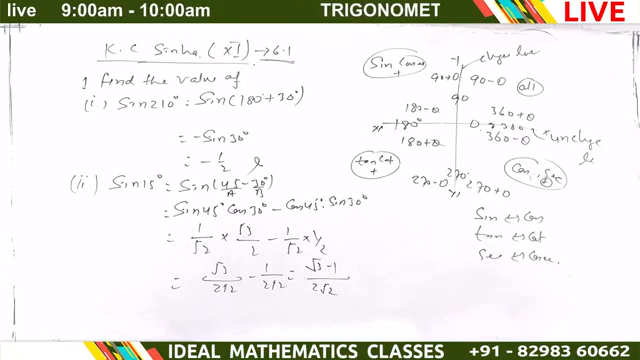 live 9:00am - 10:00am TRIGONOMET LIVE
K.C Sinha (XI) → 6.1
1 find the value of
(i) Sin210° = Sin(180°+30°)
= -Sin30°
= -1/2
(ii) Sin15° = Sin(45-30°)
A B
= Sin45° Cos30° - Cos45°. Sin30°
= 1/√2 × √3/2 - 1/√2 × 1/2
= √3/2√2 - 1/2√2 = √3-1/2√2
Sin Cosec
+
90+θ 90-θ
all
90
180-θ 360+θ
180° 0 360
180+θ 360-θ
tan Cot
+
Cos, Sec
+
270
270-θ 270+θ
Sin ↔ Cos
tan ↔ Cot
Sec ↔ Cosec
IDEAL MATHEMATICS CLASSES +91 - 82983 60662